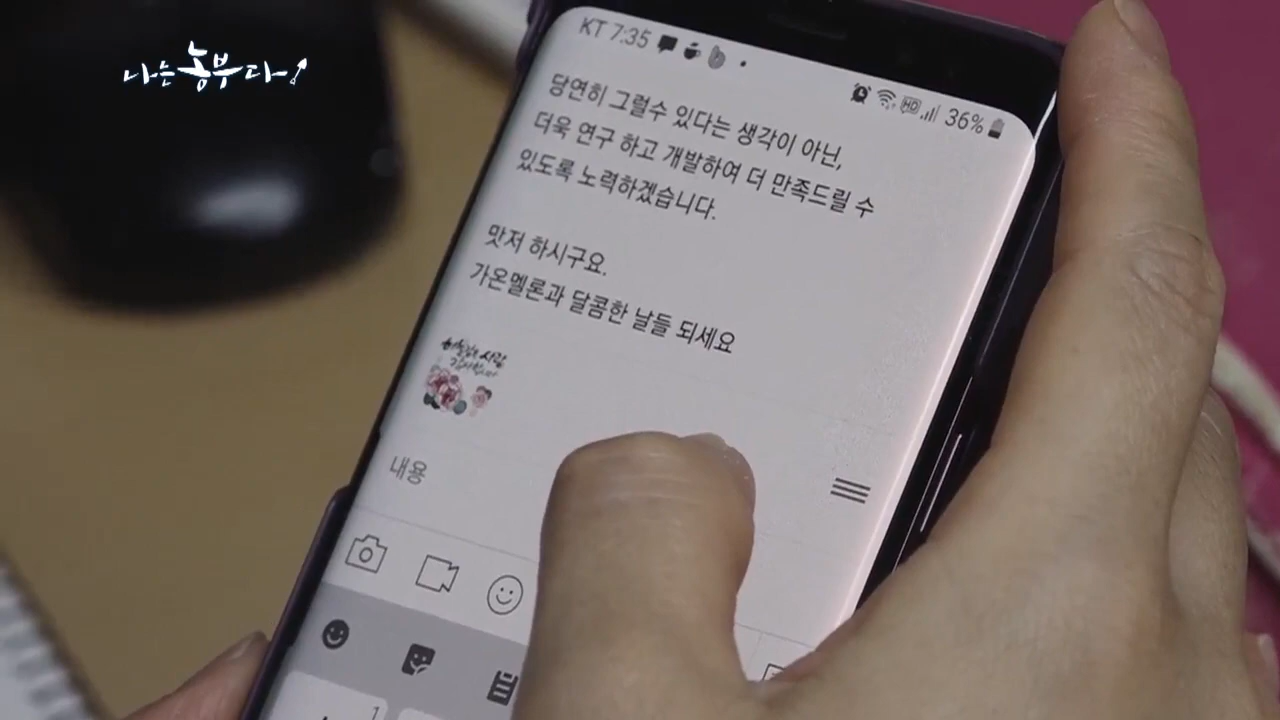 나는농부다!
KT 7:35
36%
당연히 그럴수 있다는 생각이 아닌,
더욱 연구 하고 개발하여 더 만족드릴 수
있도록 노력하겠습니다.
맛저 하시구요.
가온멜론과 달콤한 날들 되세요
내용
1